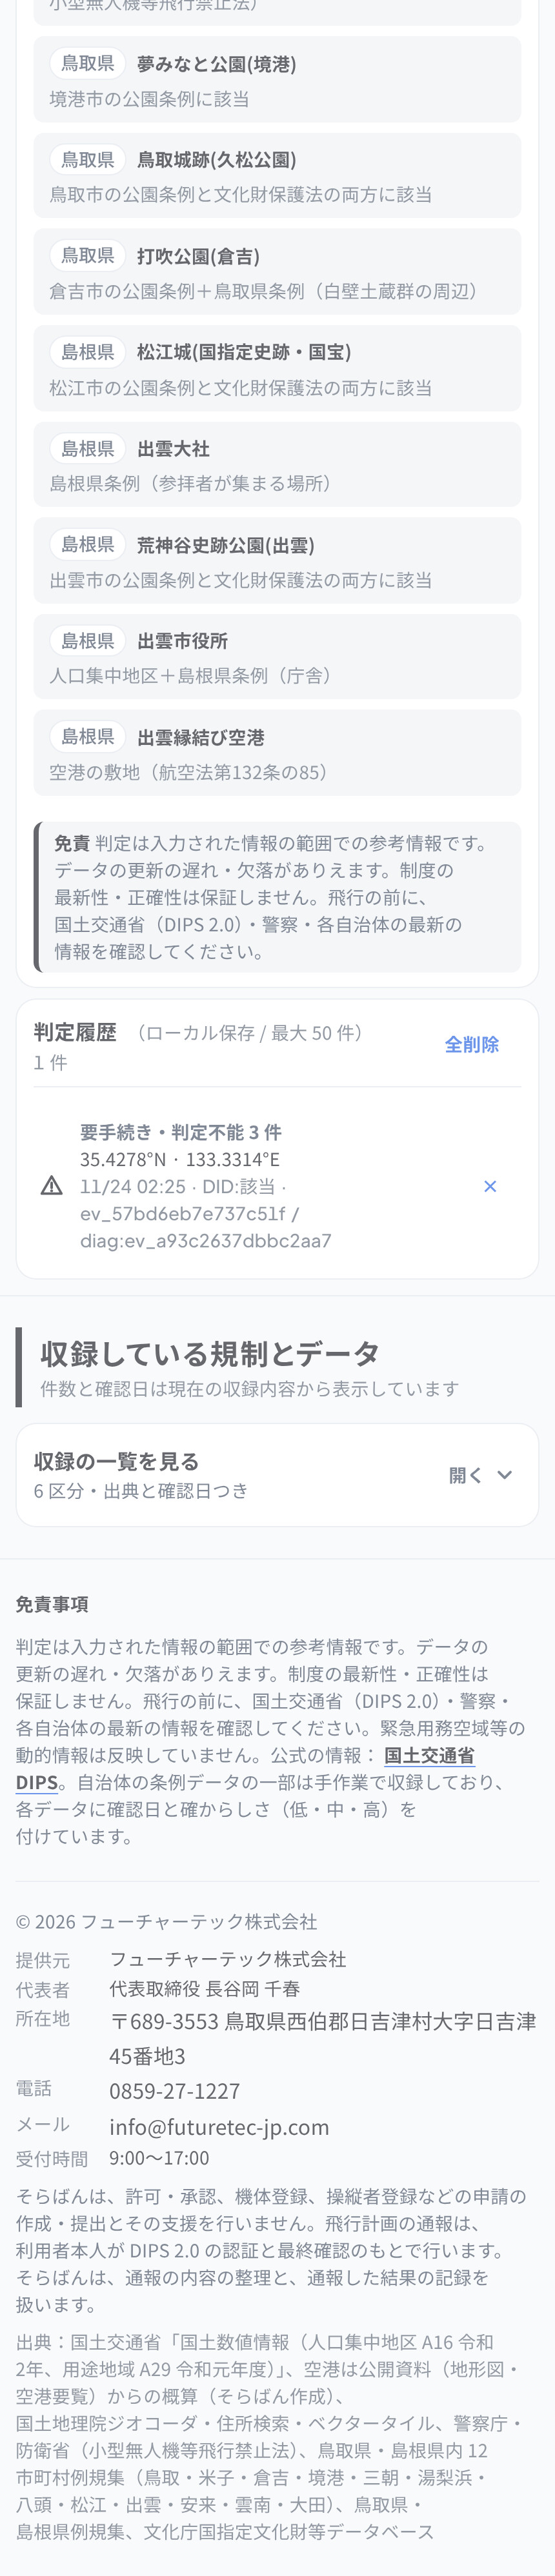 小型無人機等飛行禁止法）
鳥取県 夢みなと公園(境港)
境港市の公園条例に該当
鳥取県 鳥取城跡(久松公園)
鳥取市の公園条例と文化財保護法の両方に該当
鳥取県 打吹公園(倉吉)
倉吉市の公園条例＋鳥取県条例（白壁土蔵群の周辺）
島根県 松江城(国指定史跡・国宝)
松江市の公園条例と文化財保護法の両方に該当
島根県 出雲大社
島根県条例（参拝者が集まる場所）
島根県 荒神谷史跡公園(出雲)
出雲市の公園条例と文化財保護法の両方に該当
島根県 出雲市役所
人口集中地区＋島根県条例（庁舎）
島根県 出雲縁結び空港
空港の敷地（航空法第132条の85）
免責 判定は入力された情報の範囲での参考情報です。
データの更新の遅れ・欠落がありえます。制度の
最新性・正確性は保証しません。飛行の前に、
国土交通省（DIPS 2.0）・警察・各自治体の最新の
情報を確認してください。
判定履歴 （ローカル保存 / 最大 50 件）
1 件
全削除
要手続き・判定不能 3 件
35.4278°N · 133.3314°E
11/24 02:25 · DID:該当 ·
ev_57bd6eb7e737c51f /
diag:ev_a93c2637dbbc2aa7
×
収録している規制とデータ
件数と確認日は現在の収録内容から表示しています
収録の一覧を見る
6 区分・出典と確認日つき
開く
免責事項
判定は入力された情報の範囲での参考情報です。データの
更新の遅れ・欠落がありえます。制度の最新性・正確性は
保証しません。飛行の前に、国土交通省（DIPS 2.0）・警察・
各自治体の最新の情報を確認してください。緊急用務空域等の
動的情報は反映していません。公式の情報： 国土交通省
DIPS。自治体の条例データの一部は手作業で収録しており、
各データに確認日と確からしさ（低・中・高）を
付けています。
© 2026 フューチャーテック株式会社
提供元 フューチャーテック株式会社
代表者 代表取締役 長谷岡 千春
所在地 〒689-3553 鳥取県西伯郡日吉津村大字日吉津
45番地3
電話 0859-27-1227
メール info@futuretec-jp.com
受付時間 9:00〜17:00
そらばんは、許可・承認、機体登録、操縦者登録などの申請の
作成・提出とその支援を行いません。飛行計画の通報は、
利用者本人が DIPS 2.0 の認証と最終確認のもとで行います。
そらばんは、通報の内容の整理と、通報した結果の記録を
扱います。
出典：国土交通省「国土数値情報（人口集中地区 A16 令和
2年、用途地域 A29 令和元年度）」、空港は公開資料（地形図・
空港要覧）からの概算（そらばん作成）、
国土地理院ジオコーダ・住所検索・ベクタータイル、警察庁・
防衛省（小型無人機等飛行禁止法）、鳥取県・島根県内 12
市町村例規集（鳥取・米子・倉吉・境港・三朝・湯梨浜・
八頭・松江・出雲・安来・雲南・大田）、鳥取県・
島根県例規集、文化庁国指定文化財等データベース